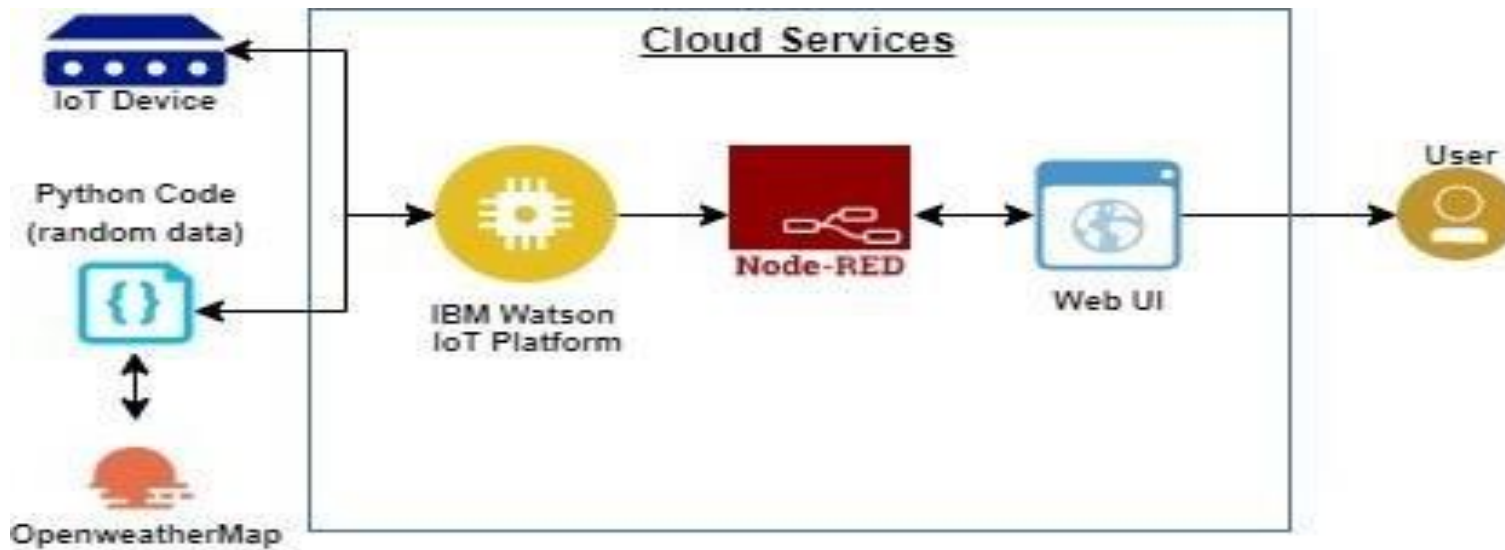 Cloud Services
IoT Device
Python Code
(random data)
{}
OpenweatherMap
IBM Watson
IoT Platform
Node-RED
Web UI
User